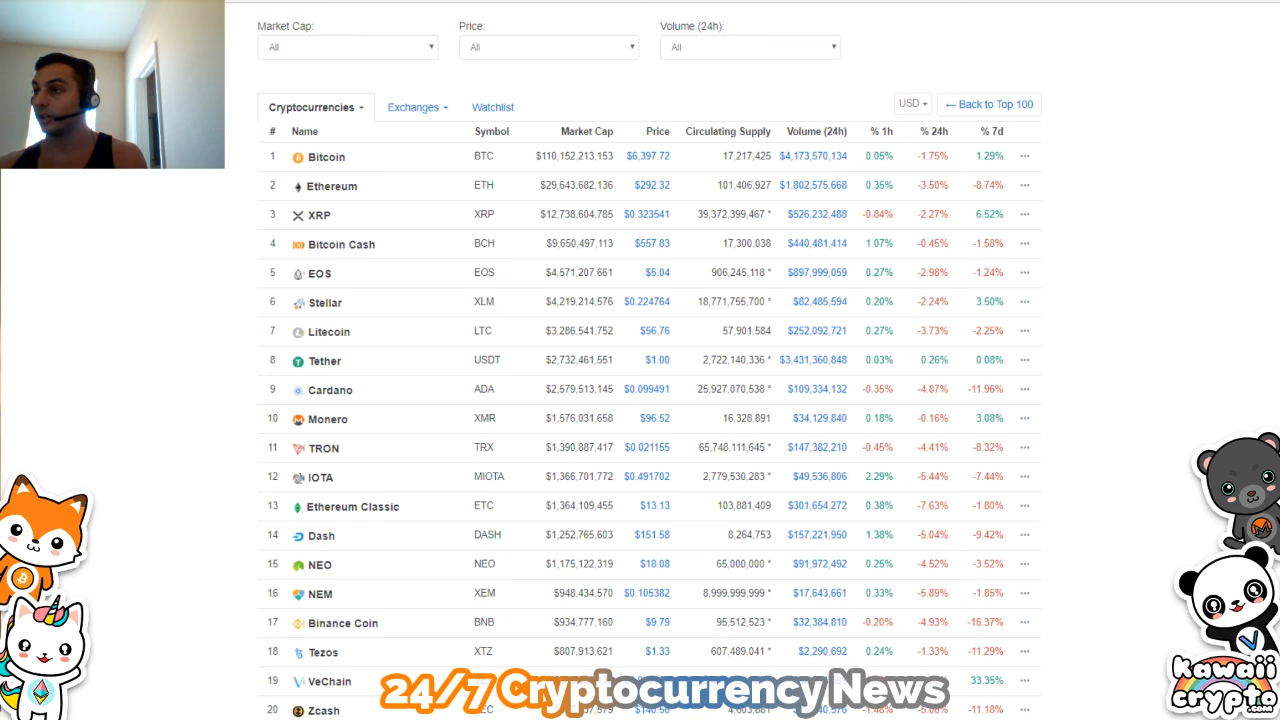 Market Cap: Price: Volume (24h):
All All All
Cryptocurrencies Exchanges Watchlist USD ← Back to Top 100
# Name Symbol Market Cap Price Circulating Supply Volume (24h) % 1h % 24h % 7d
1 Bitcoin BTC $110,152,213,153 $6,397.72 17,217,425 $4,173,570,134 0.05% -1.75% 1.29%
2 Ethereum ETH $29,643,682,136 $292.32 101,406,927 $1,802,575,668 0.35% -3.50% -8.74%
3 XRP XRP $12,738,604,785 $0.323541 39,372,399,467 * $526,232,488 -0.84% -2.27% 6.52%
4 Bitcoin Cash BCH $9,650,497,113 $557.83 17,300,038 $440,481,414 1.07% -0.45% -1.58%
5 EOS EOS $4,571,207,661 $5.04 906,245,118 * $897,999,059 0.27% -2.98% -1.24%
6 Stellar XLM $4,219,214,576 $0.224764 18,771,755,700 * $82,485,594 0.20% -2.24% 3.50%
7 Litecoin LTC $3,286,541,752 $56.76 57,901,584 $252,092,721 0.27% -3.73% -2.25%
8 Tether USDT $2,732,461,551 $1.00 2,722,140,336 * $3,431,360,848 0.03% 0.26% 0.08%
9 Cardano ADA $2,579,513,145 $0.099491 25,927,070,538 * $109,334,132 -0.35% -4.87% -11.96%
10 Monero XMR $1,576,031,658 $96.52 16,328,891 $34,129,840 0.18% -0.16% 3.08%
11 TRON TRX $1,390,887,417 $0.021155 65,748,111,645 * $147,382,210 -0.45% -4.41% -8.32%
12 IOTA MIOTA $1,366,701,772 $0.491702 2,779,530,283 * $49,536,806 2.29% -5.44% -7.44%
13 Ethereum Classic ETC $1,364,109,455 $13.13 103,881,409 $301,654,272 0.38% -7.63% -1.80%
14 Dash DASH $1,252,765,603 $151.58 8,264,753 $157,221,950 1.38% -5.04% -9.42%
15 NEO NEO $1,175,122,319 $18.08 65,000,000 * $91,972,492 0.25% -4.52% -3.52%
16 NEM XEM $948,434,570 $0.105382 8,999,999,999 * $17,643,661 0.33% -5.89% -1.85%
17 Binance Coin BNB $934,777,160 $9.79 95,512,523 * $32,384,810 -0.20% -4.93% -16.37%
18 Tezos XTZ $807,913,621 $1.33 607,489,041 * $2,290,692 0.24% -1.33% -11.29%
19 VeChain 33.35%
20 Zcash -11.18%
24/7 Cryptocurrency News
kawaii
crypto
.com